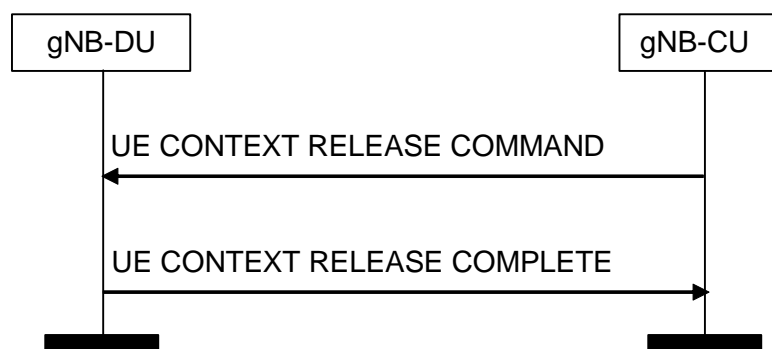 gNB-DU
gNB-CU
UE CONTEXT RELEASE COMMAND
UE CONTEXT RELEASE COMPLETE